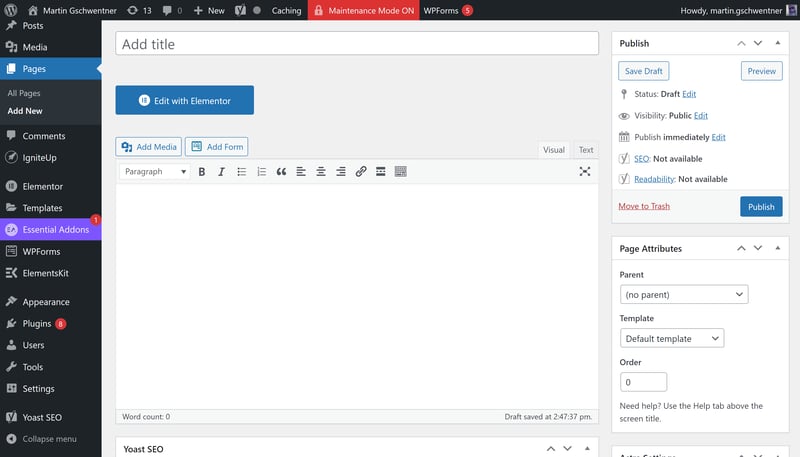 Martin Gschwentner 13 0 + New Caching Maintenance Mode ON WPForms 5 Howdy, martin.gschwentner
Posts
Media
Pages
All Pages
Add New
Comments
IgniteUp
Elementor
Templates
Essential Addons 1
WPForms
ElementsKit
Appearance
Plugins 8
Users
Tools
Settings
Yoast SEO
Collapse menu
Add title
Edit with Elementor
Add Media Add Form Visual Text
Paragraph B I
Word count: 0 Draft saved at 2:47:37 pm.
Yoast SEO
Publish
Save Draft Preview
Status: Draft Edit
Visibility: Public Edit
Publish immediately Edit
SEO: Not available
Readability: Not available
Move to Trash Publish
Page Attributes
Parent
(no parent)
Template
Default template
Order
0
Need help? Use the Help tab above the
screen title.
Astra Settings